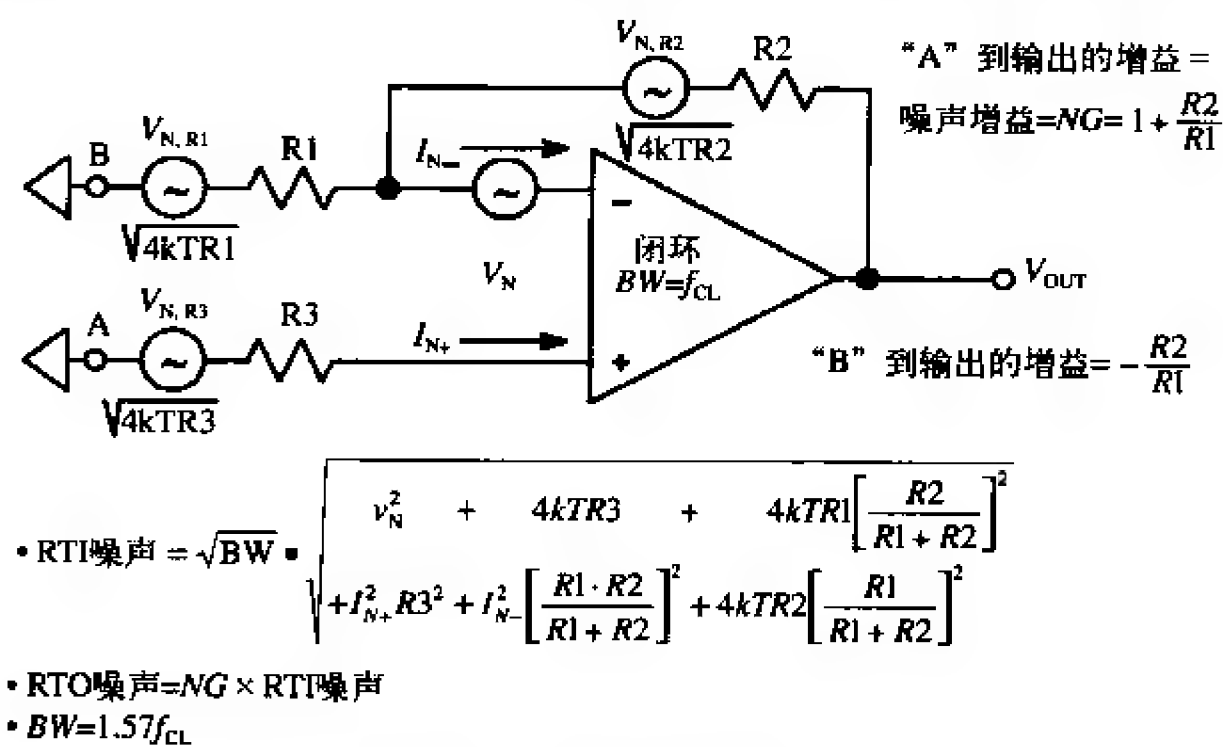 V_N, R2
R2
“A” 到输出的增益 =
噪声增益=NG= 1 + R2/R1
√4kTR2
V_N, R1
B
R1
I_N−
√4kTR1
−
闭环
BW=f_CL
V_N
V_OUT
V_N, R3
A
R3
I_N+
+
√4kTR3
“B” 到输出的增益= − R2/R1
• RTI噪声 = √BW • √ v_N^2 + 4kTR3 + 4kTR1[R2/(R1 + R2)]^2
+I_N+^2 R3^2 + I_N−^2 [R1 · R2/(R1 + R2)]^2 + 4kTR2[R1/(R1 + R2)]^2
• RTO噪声=NG × RTI噪声
• BW=1.57f_CL